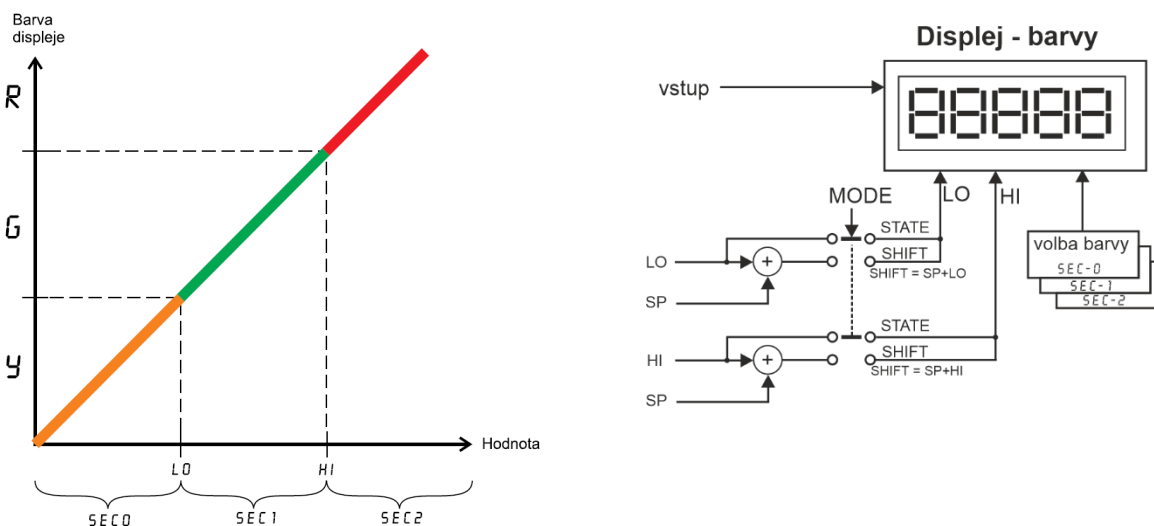 Barva
displeje
R
G
Y
LO
HI
Hodnota
SEC0
SEC1
SEC2
Displej - barvy
vstup
88888
MODE
LO
HI
STATE
SHIFT
SHIFT = SP+LO
LO
+
SP
STATE
SHIFT
SHIFT = SP+HI
HI
+
SP
volba barvy
SEC-0
SEC-1
SEC-2